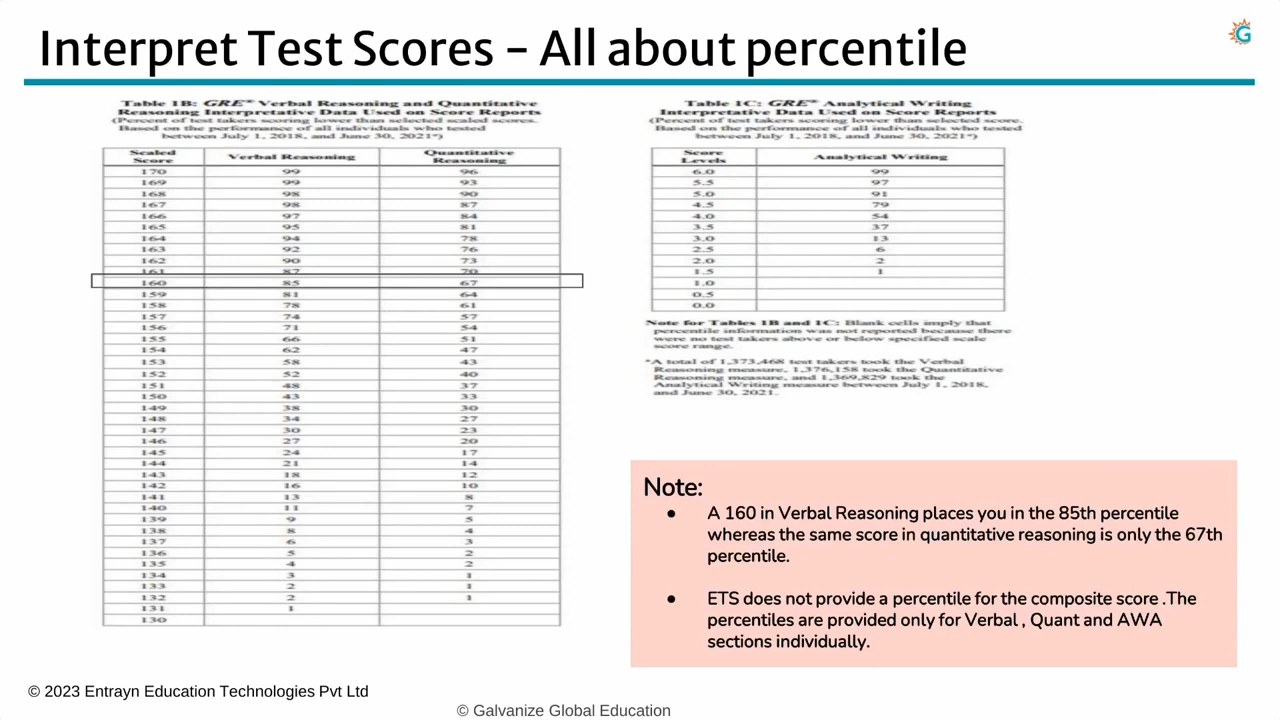 Interpret Test Scores – All about percentile
G
Table 1B: GRE® Verbal Reasoning and Quantitative
Reasoning Interpretative Data Used on Score Reports
(Percent of test takers scoring lower than selected scaled scores.
Based on the performance of all individuals who tested
between July 1, 2018, and June 30, 2021*)
Scaled Score Verbal Reasoning Quantitative Reasoning
170 99 96
169 99 93
168 98 90
167 98 87
166 97 84
165 95 81
164 94 78
163 92 76
162 90 73
161 87 70
160 85 67
159 81 64
158 78 61
157 74 57
156 71 54
155 66 51
154 62 47
153 58 43
152 52 40
151 48 37
150 43 33
149 38 30
148 34 27
147 30 23
146 27 20
145 24 17
144 21 14
143 18 12
142 16 10
141 13 8
140 11 7
139 9 5
138 8 4
137 6 3
136 5 2
135 4 2
134 3 1
133 2 1
132 2 1
131 1
130
Table 1C: GRE® Analytical Writing
Interpretative Data Used on Score Reports
(Percent of test takers scoring lower than selected score.
Based on the performance of all individuals who tested
between July 1, 2018, and June 30, 2021*)
Score Levels Analytical Writing
6.0 99
5.5 97
5.0 91
4.5 79
4.0 54
3.5 37
3.0 13
2.5 6
2.0 2
1.5 1
1.0
0.5
0.0
Note for Tables 1B and 1C: Blank cells imply that
percentile information was not reported because there
were no test takers above or below specified scale
score range.
*A total of 1,373,468 test takers took the Verbal
Reasoning measure, 1,376,158 took the Quantitative
Reasoning measure, and 1,369,829 took the
Analytical Writing measure between July 1, 2018,
and June 30, 2021.
Note:
● A 160 in Verbal Reasoning places you in the 85th percentile
whereas the same score in quantitative reasoning is only the 67th
percentile.
● ETS does not provide a percentile for the composite score .The
percentiles are provided only for Verbal , Quant and AWA
sections individually.
© 2023 Entrayn Education Technologies Pvt Ltd
© Galvanize Global Education